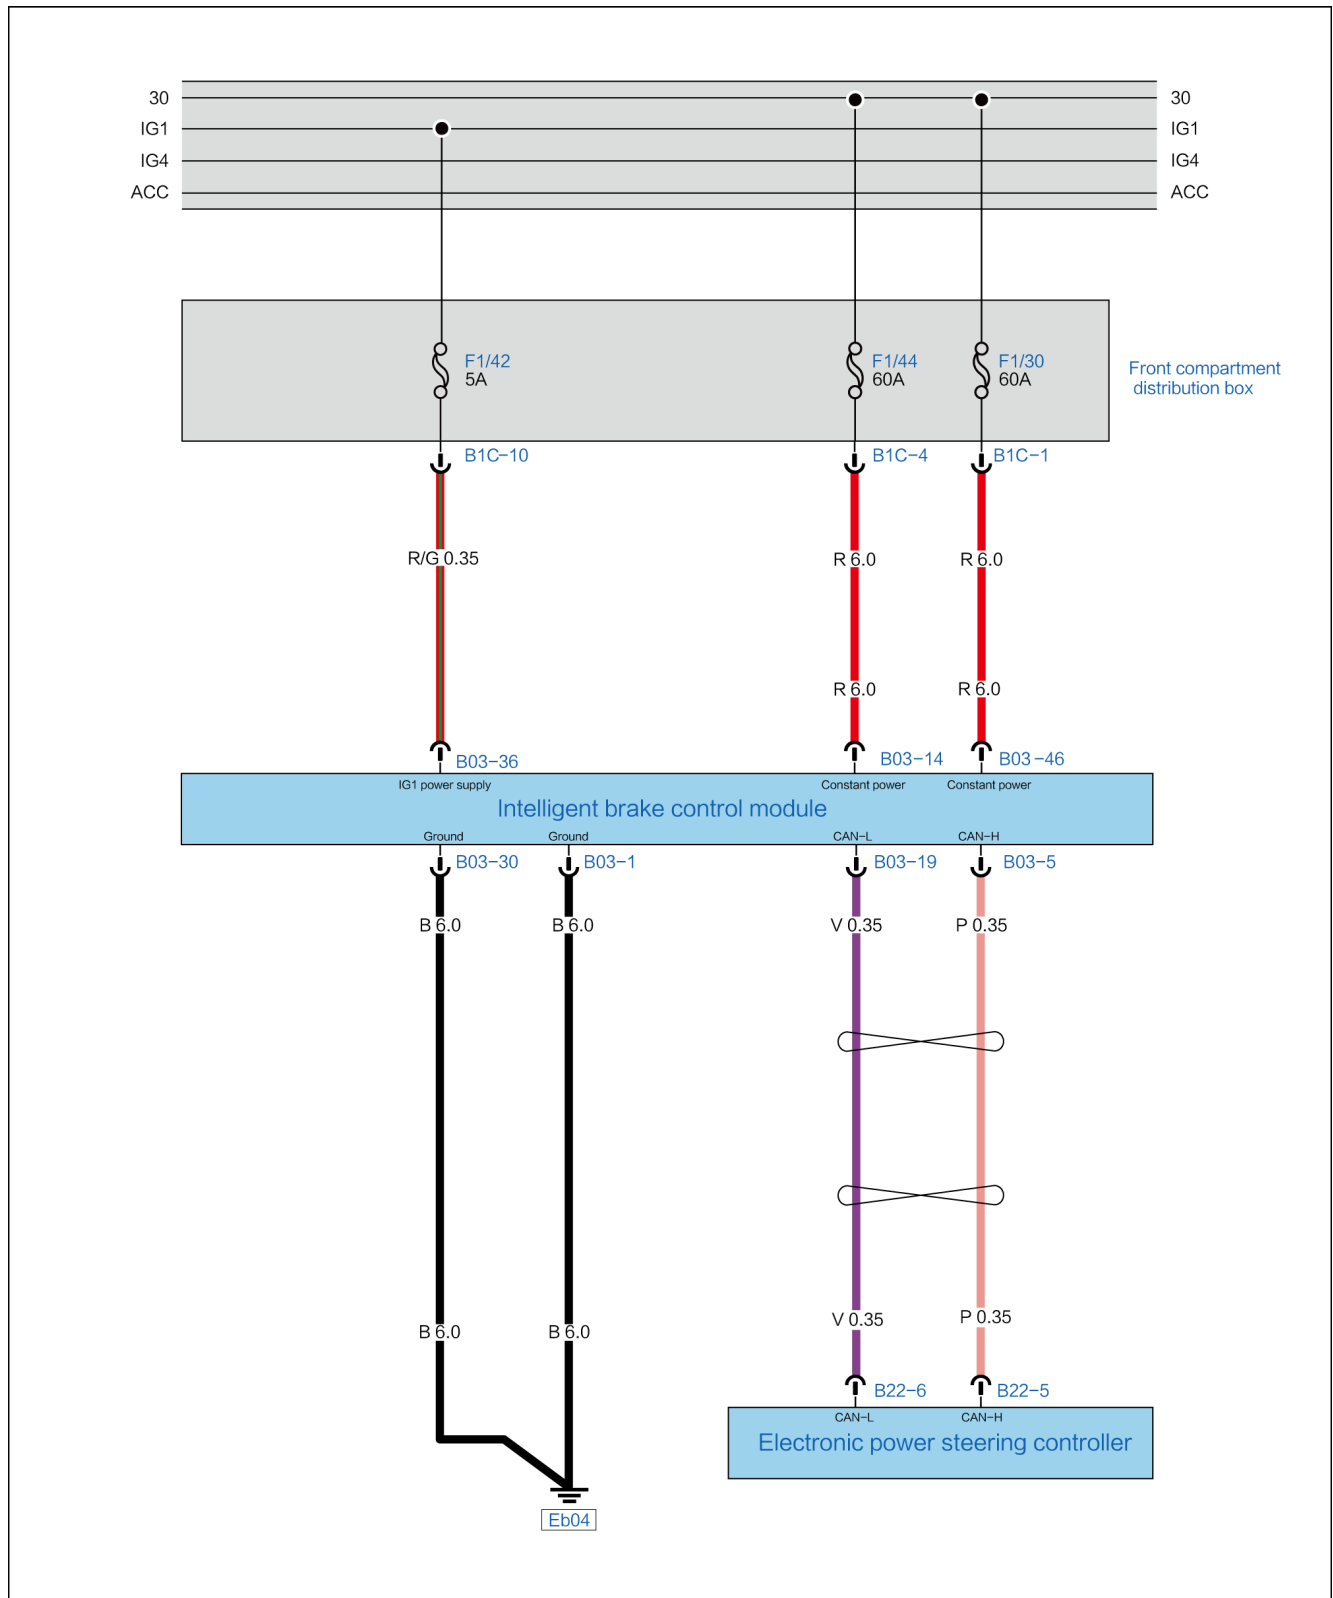 30
30
IG1
IG1
IG4
IG4
ACC
ACC
F1/42
5A
F1/44
60A
F1/30
60A
Front compartment
distribution box
B1C-10
B1C-4
B1C-1
R/G 0.35
R 6.0
R 6.0
R 6.0
R 6.0
B03-36
B03-14
B03-46
IG1 power supply
Constant power
Constant power
Intelligent brake control module
Ground
Ground
CAN-L
CAN-H
B03-30
B03-1
B03-19
B03-5
B 6.0
B 6.0
V 0.35
P 0.35
V 0.35
P 0.35
B 6.0
B 6.0
B22-6
B22-5
CAN-L
CAN-H
Electronic power steering controller
Eb04